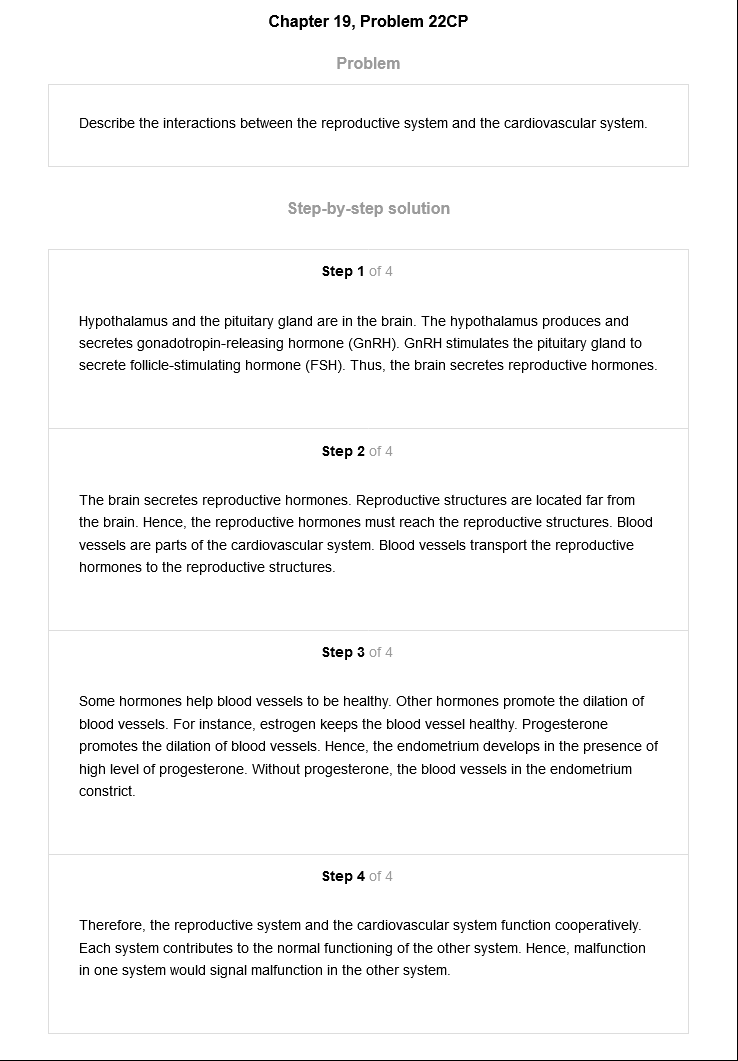 Chapter 19, Problem 22CP
Problem
Describe the interactions between the reproductive system and the cardiovascular system.
Step-by-step solution
Step 1 of 4
Hypothalamus and the pituitary gland are in the brain. The hypothalamus produces and
secretes gonadotropin-releasing hormone (GnRH). GnRH stimulates the pituitary gland to
secrete follicle-stimulating hormone (FSH). Thus, the brain secretes reproductive hormones.
Step 2 of 4
The brain secretes reproductive hormones. Reproductive structures are located far from
the brain. Hence, the reproductive hormones must reach the reproductive structures. Blood
vessels are parts of the cardiovascular system. Blood vessels transport the reproductive
hormones to the reproductive structures.
Step 3 of 4
Some hormones help blood vessels to be healthy. Other hormones promote the dilation of
blood vessels. For instance, estrogen keeps the blood vessel healthy. Progesterone
promotes the dilation of blood vessels. Hence, the endometrium develops in the presence of
high level of progesterone. Without progesterone, the blood vessels in the endometrium
constrict.
Step 4 of 4
Therefore, the reproductive system and the cardiovascular system function cooperatively.
Each system contributes to the normal functioning of the other system. Hence, malfunction
in one system would signal malfunction in the other system.